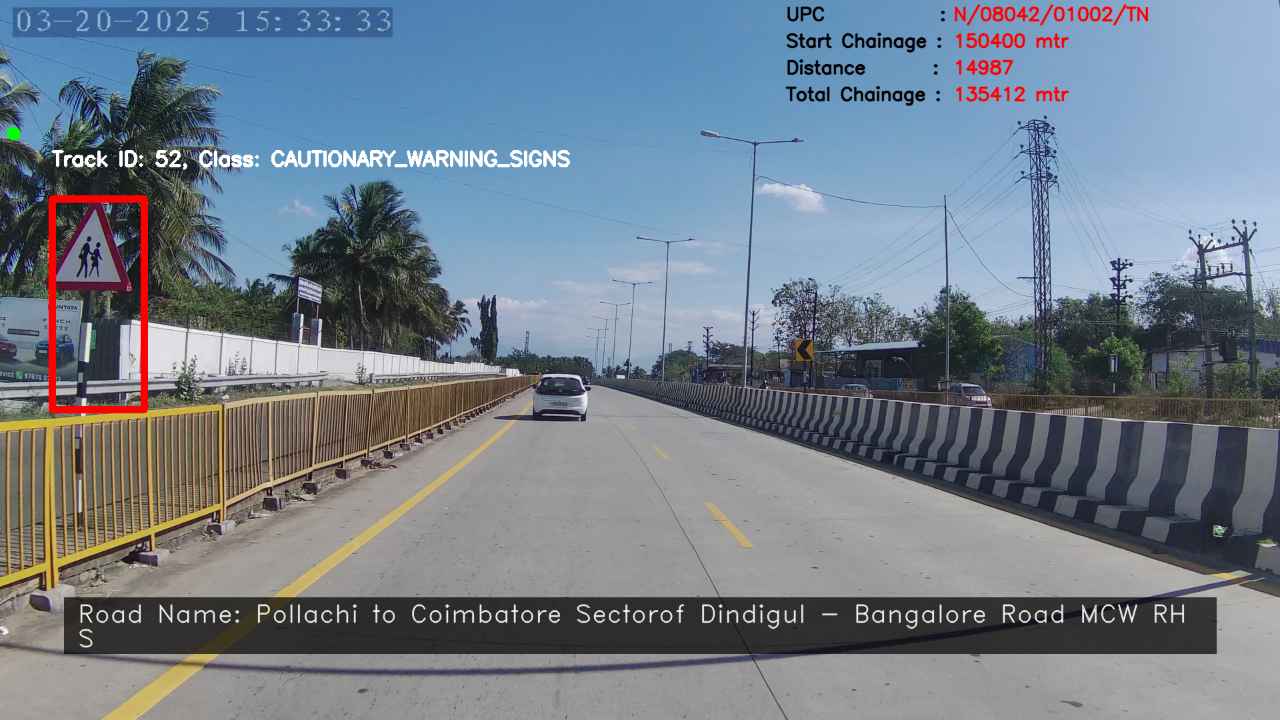 03-20-2025 15:33:33
UPC : N/08042/01002/TN
Start Chainage : 150400 mtr
Distance : 14987
Total Chainage : 135412 mtr
Track ID: 52, Class: CAUTIONARY_WARNING_SIGNS
Road Name: Pollachi to Coimbatore Sectorof Dindigul - Bangalore Road MCW RH
S